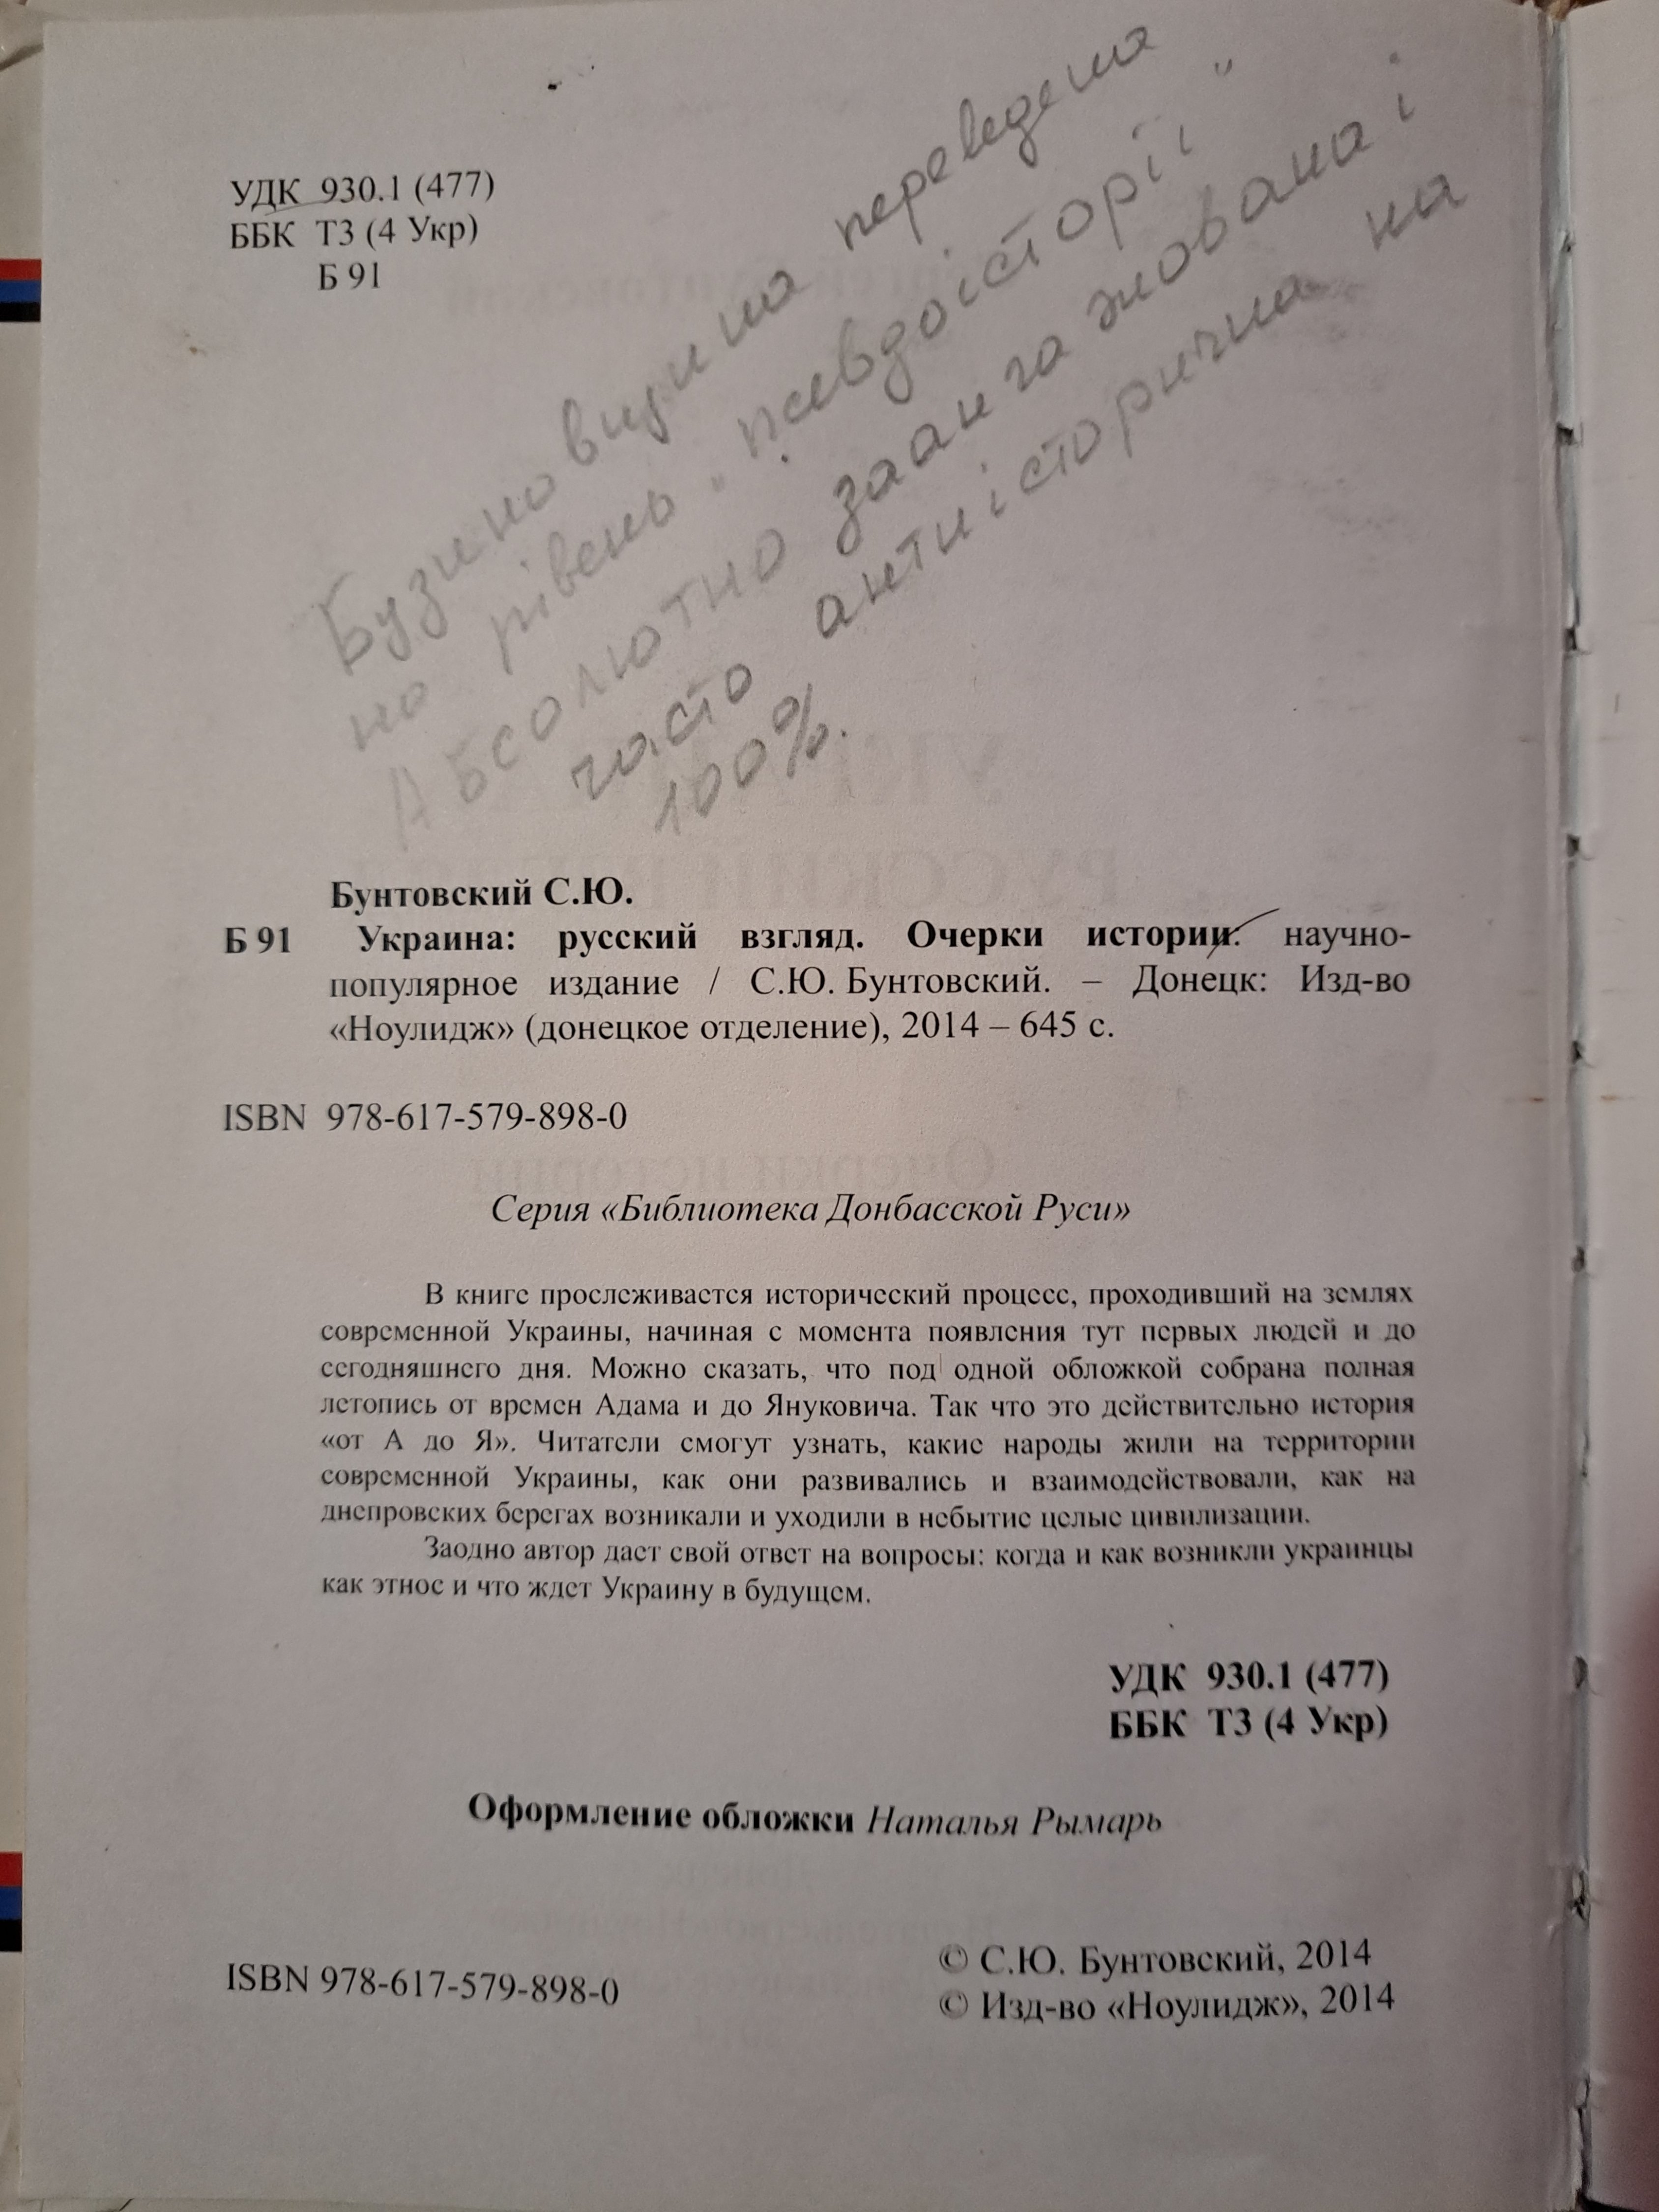 УДК 930.1 (477)
ББК Т3 (4 Укр)
Б 91
Бузиновщина переведена
на рівень "псевдоісторії"
Абсолютно заангажована і
часто антиісторична на
100%.
Бунтовский С.Ю.
Б 91 Украина: русский взгляд. Очерки истории. научно-
популярное издание / С.Ю. Бунтовский. – Донецк: Изд-во
«Ноулидж» (донецкое отделение), 2014 – 645 с.
ISBN 978-617-579-898-0
Серия «Библиотека Донбасской Руси»
В книге прослеживается исторический процесс, проходивший на землях
современной Украины, начиная с момента появления тут первых людей и до
сегодняшнего дня. Можно сказать, что под одной обложкой собрана полная
летопись от времен Адама и до Януковича. Так что это действительно история
«от А до Я». Читатели смогут узнать, какие народы жили на территории
современной Украины, как они развивались и взаимодействовали, как на
днепровских берегах возникали и уходили в небытие целые цивилизации.
Заодно автор дает свой ответ на вопросы: когда и как возникли украинцы
как этнос и что ждет Украину в будущем.
УДК 930.1 (477)
ББК Т3 (4 Укр)
Оформление обложки Наталья Рымарь
ISBN 978-617-579-898-0
© С.Ю. Бунтовский, 2014
© Изд-во «Ноулидж», 2014